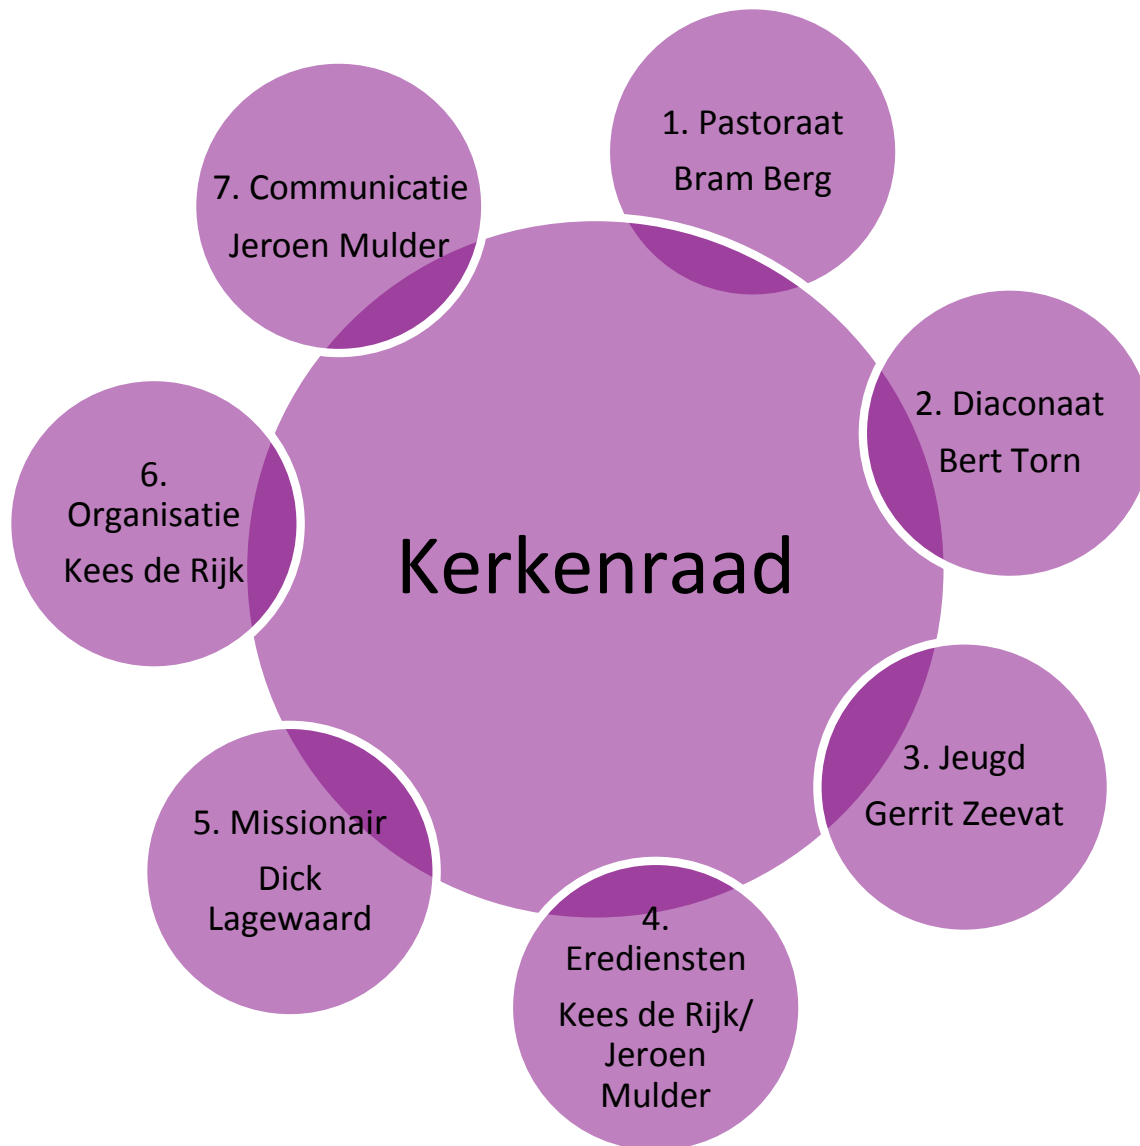 1. Pastoraat
Bram Berg
2. Diaconaat
Bert Torn
3. Jeugd
Gerrit Zeevat
4.
Erediensten
Kees de Rijk/
Jeroen
Mulder
5. Missionair
Dick
Lagewaard
6.
Organisatie
Kees de Rijk
7. Communicatie
Jeroen Mulder
Kerkenraad